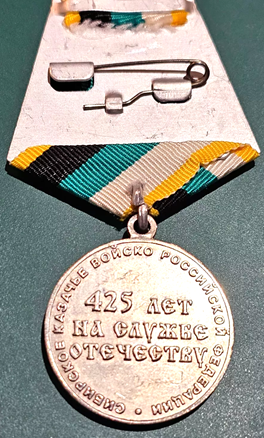 СИБИРСКОЕ КАЗАЧЬЕ ВОЙСКО РОССИЙСКОЙ ФЕДЕРАЦИИ
425 ЛЕТ
НА СЛУЖБЕ
ОТЕЧЕСТВУ